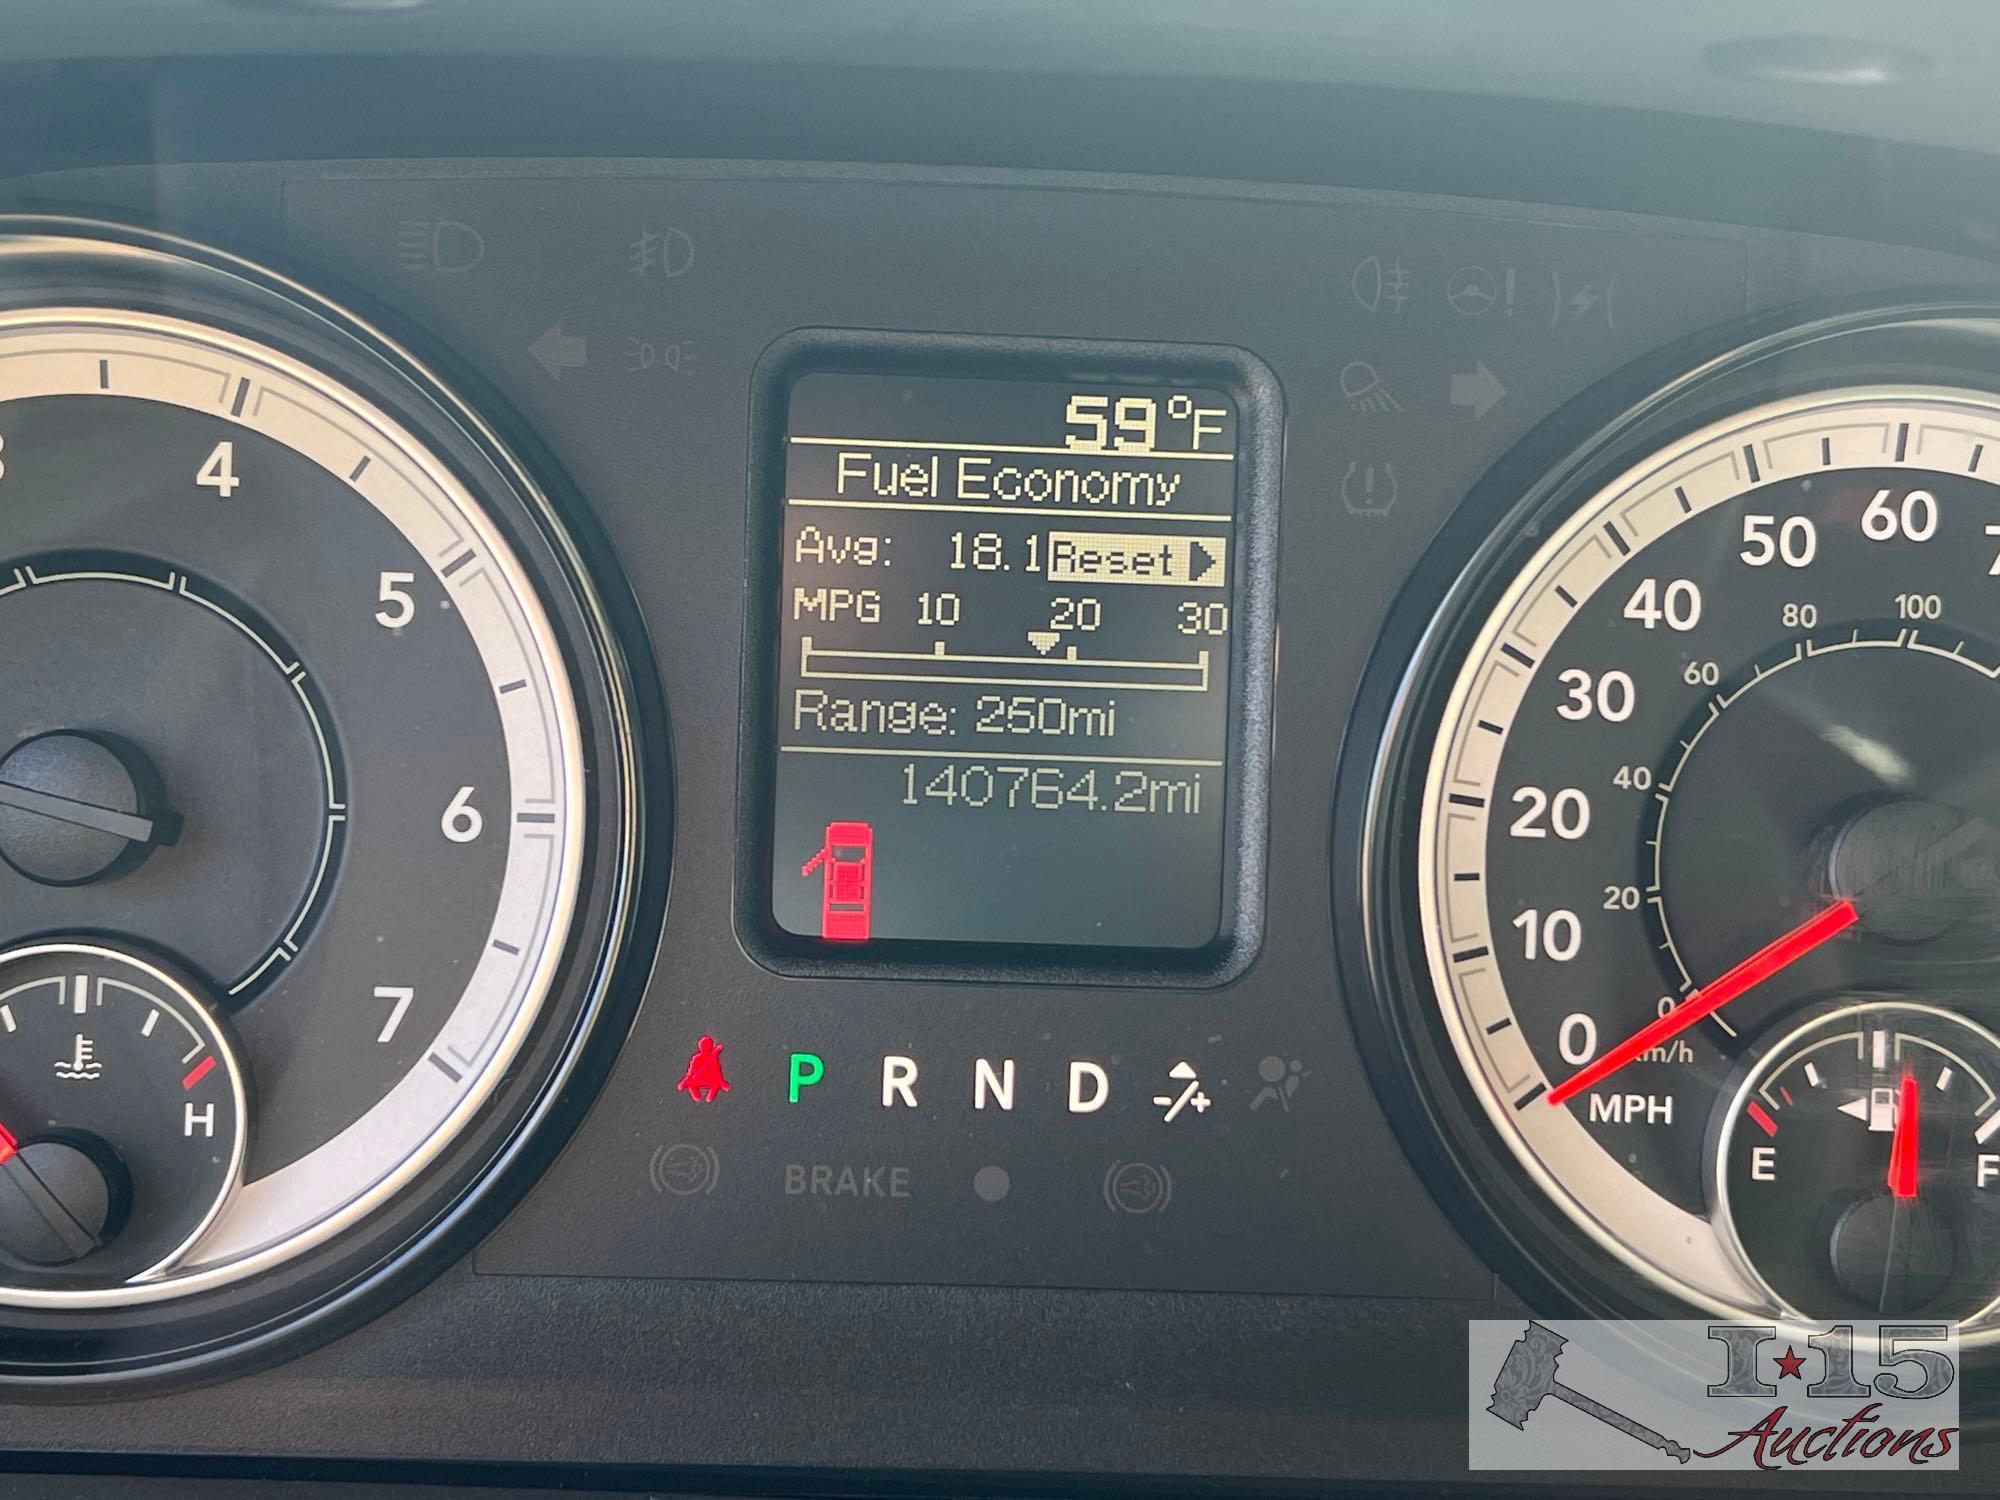 59°F
Fuel Economy
Avg: 18.1 Reset
MPG 10 20 30
Range: 250mi
140764.2mi
4
5
6
7
H
P R N D -/+
BRAKE
0 10 20 30 40 50 60
0 20 40 60 80 100
km/h
MPH
E F
I★15
Auctions